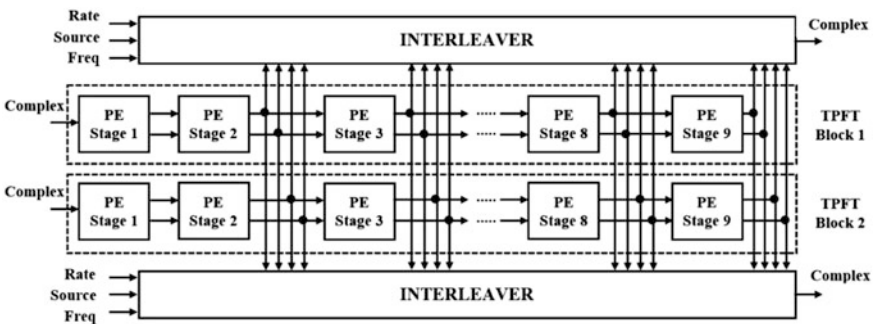 Rate
Source
Freq
INTERLEAVER
Complex
Complex
PE Stage 1
PE Stage 2
PE Stage 3
.....
PE Stage 8
PE Stage 9
TPFT Block 1
Complex
PE Stage 1
PE Stage 2
PE Stage 3
.....
PE Stage 8
PE Stage 9
TPFT Block 2
Rate
Source
Freq
INTERLEAVER
Complex